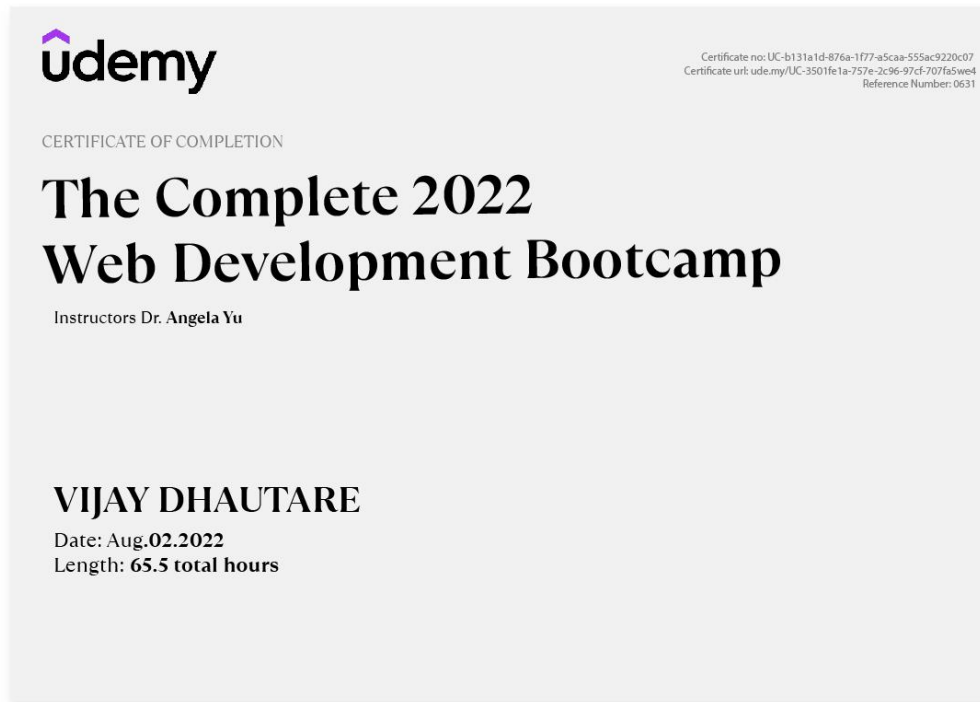 udemy
Certificate no: UC-b131a1d-876a-1f77-a5caa-555ac9220c07
Certificate url: ude.my/UC-3501fe1a-757e-2c96-97cf-707fa5we4
Reference Number: 0631
CERTIFICATE OF COMPLETION
The Complete 2022
Web Development Bootcamp
Instructors Dr. Angela Yu
VIJAY DHAUTARE
Date: Aug.02.2022
Length: 65.5 total hours